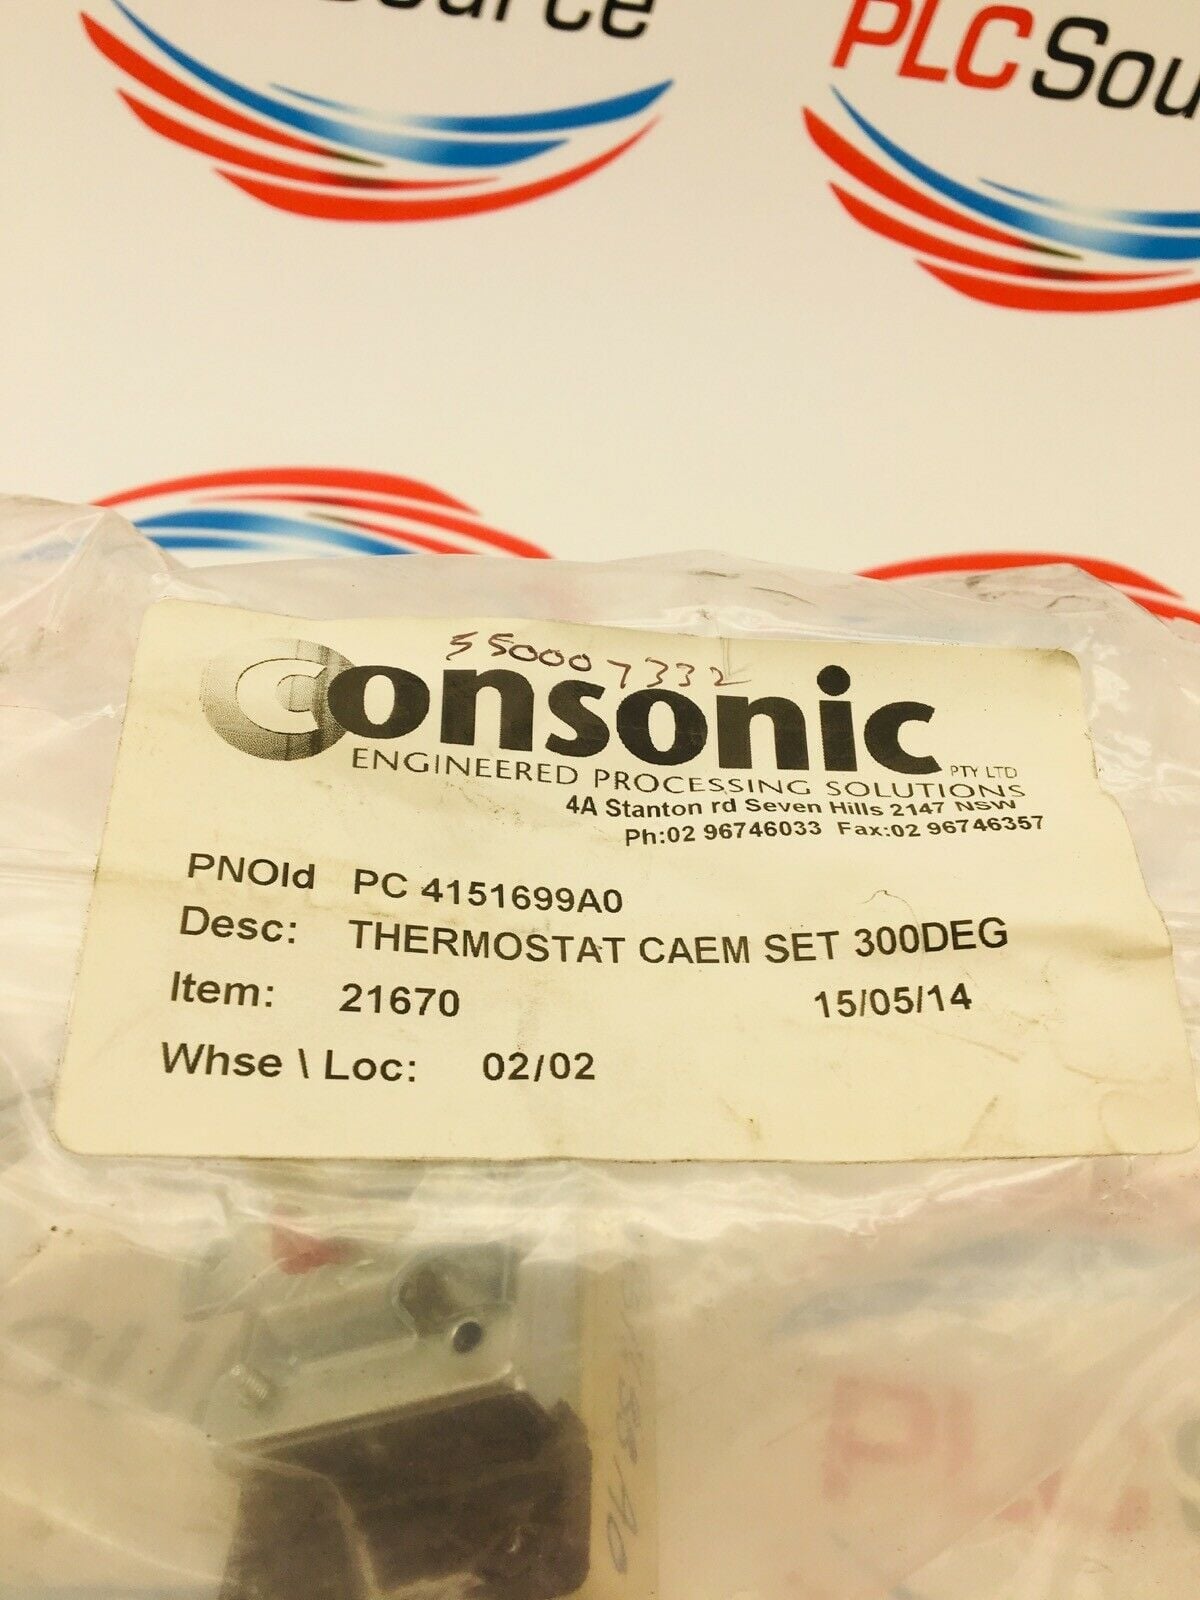 Source
PLCSou
550007332
Consonic
PTY LTD
ENGINEERED PROCESSING SOLUTIONS
4A Stanton rd Seven Hills 2147 NSW
Ph:02 96746033 Fax:02 96746357
PNOld PC 4151699A0
Desc: THERMOSTAT CAEM SET 300DEG
Item: 21670 15/05/14
Whse \ Loc: 02/02
PLC